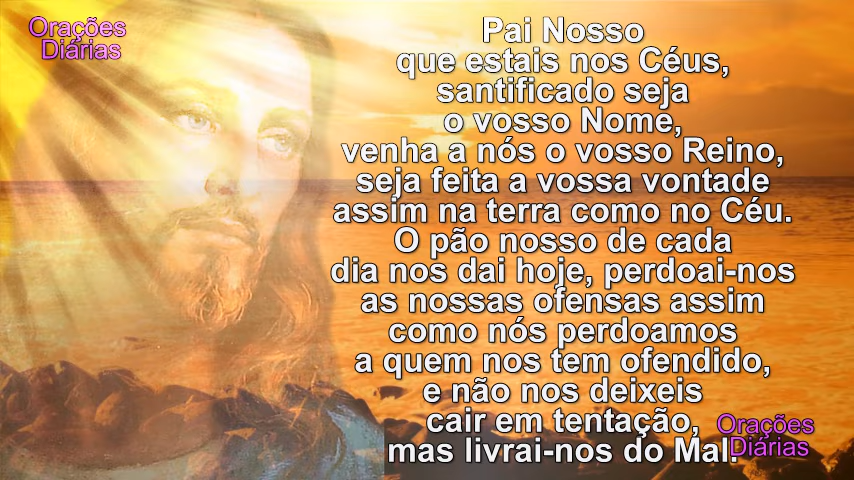 Orações
Diárias
Pai Nosso
que estais nos Céus,
santificado seja
o vosso Nome,
venha a nós o vosso Reino,
seja feita a vossa vontade
assim na terra como no Céu.
O pão nosso de cada
dia nos dai hoje, perdoai-nos
as nossas ofensas assim
como nós perdoamos
a quem nos tem ofendido,
e não nos deixeis
cair em tentação,
mas livrai-nos do Mal.
Orações
Diárias